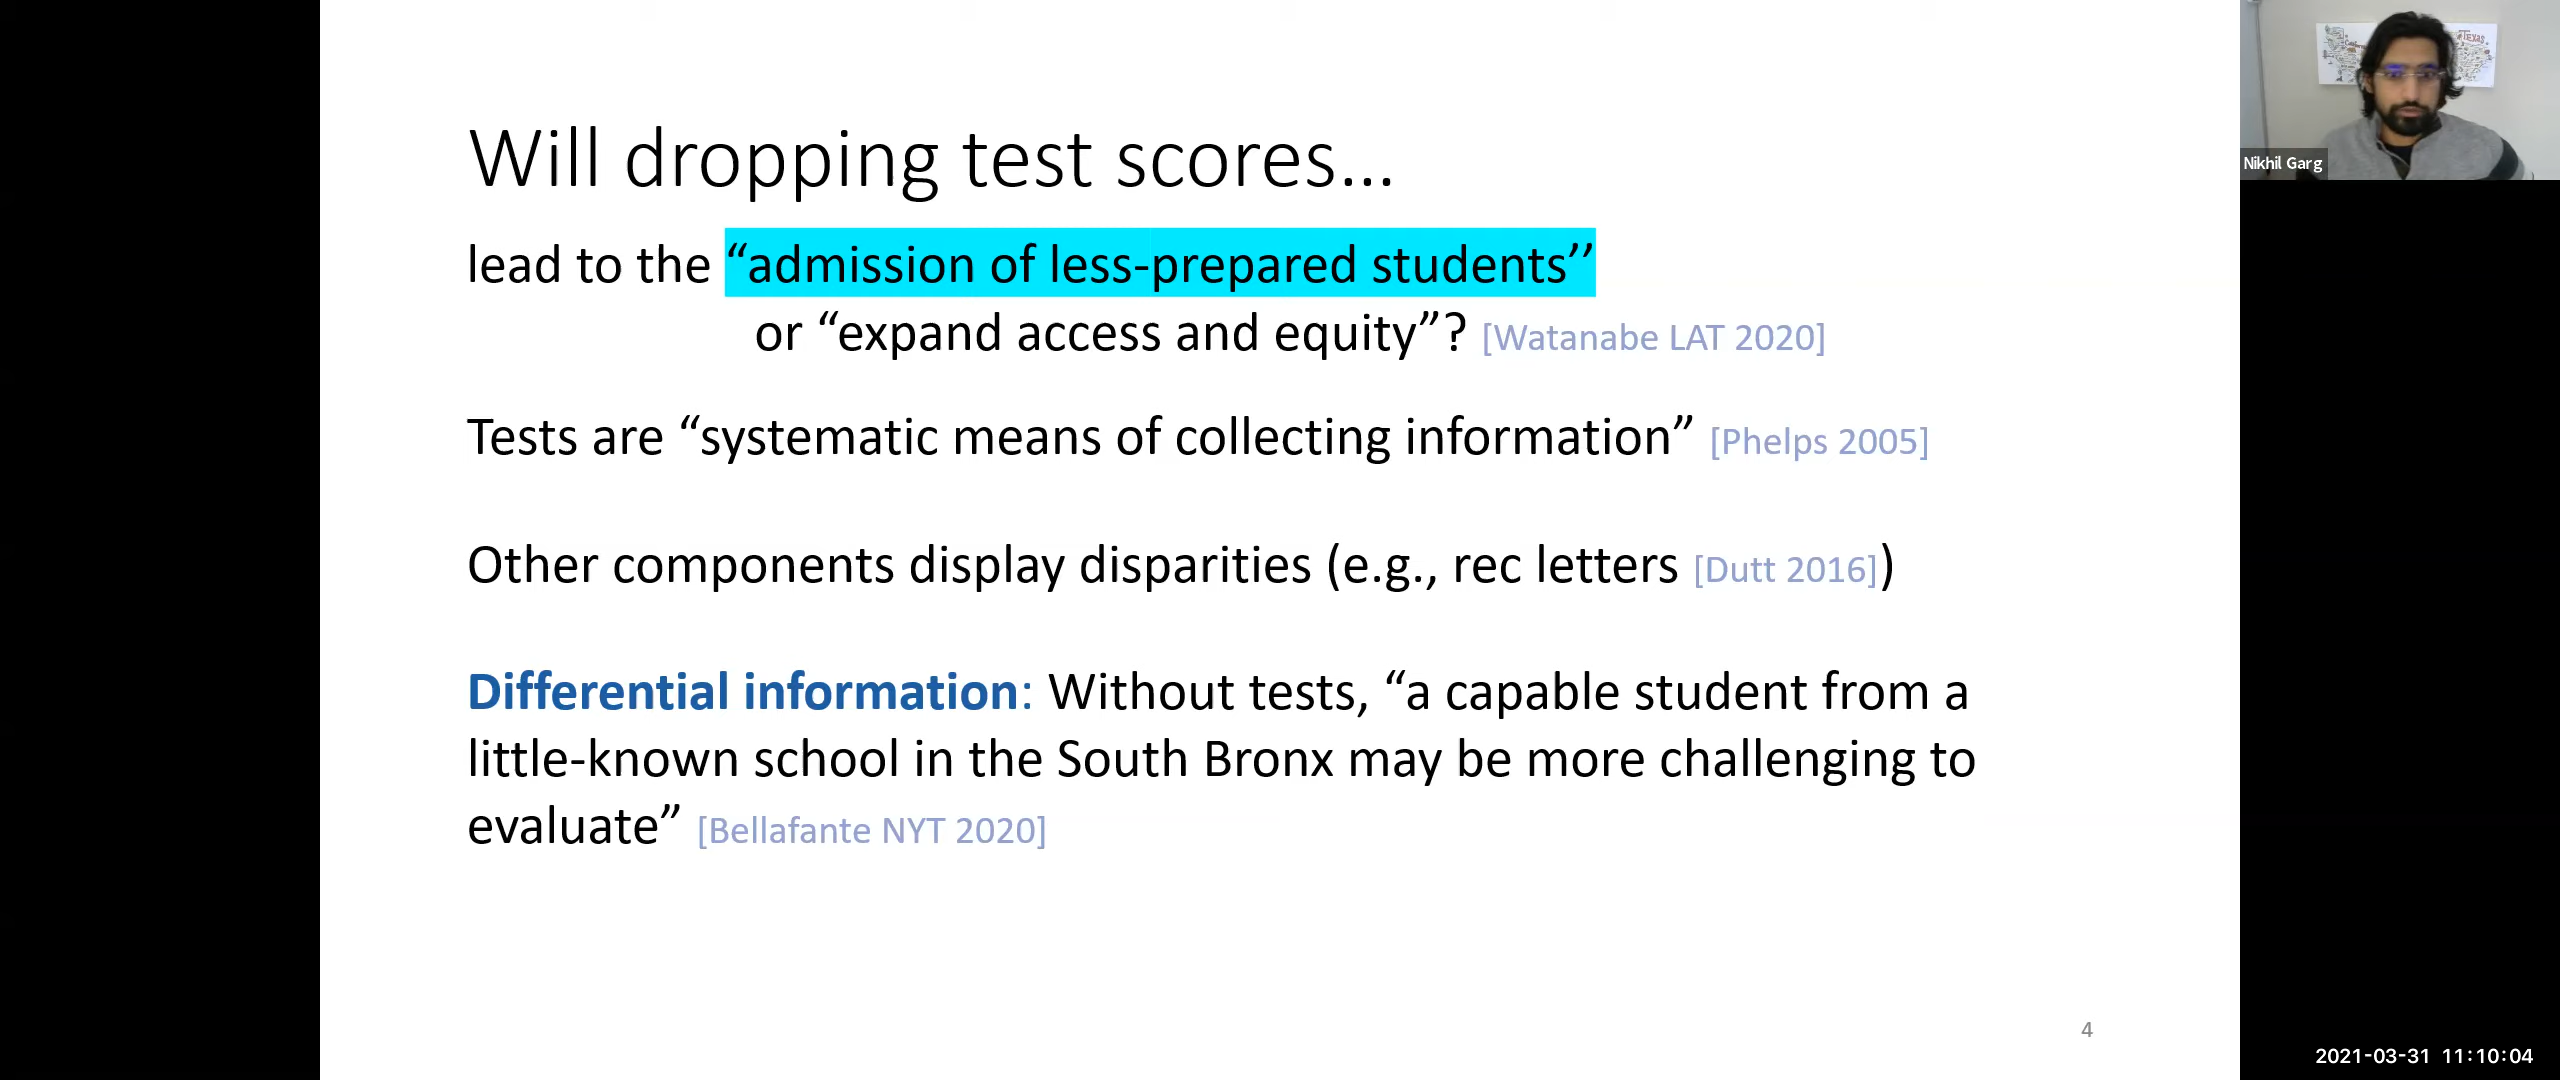 Will dropping test scores...
lead to the “admission of less-prepared students’’
or “expand access and equity”? [Watanabe LAT 2020]
Tests are “systematic means of collecting information” [Phelps 2005]
Other components display disparities (e.g., rec letters [Dutt 2016])
Differential information: Without tests, “a capable student from a
little-known school in the South Bronx may be more challenging to
evaluate” [Bellafante NYT 2020]
4
Texas
Nikhil Garg
2021-03-31 11:10:04